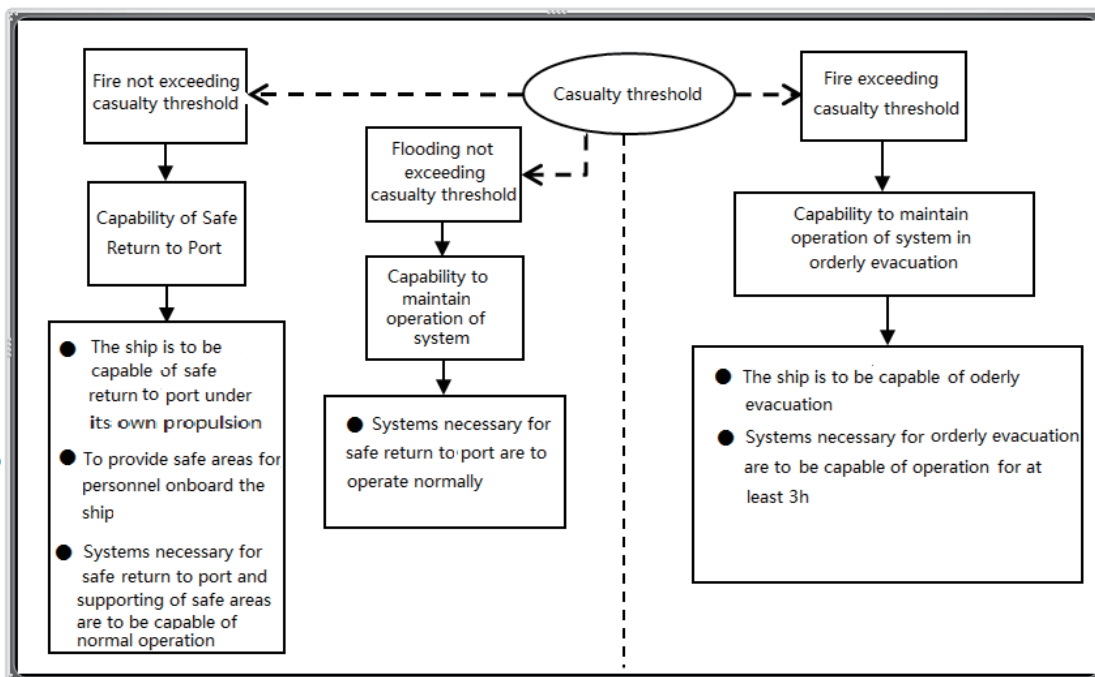 Fire not exceeding
casualty threshold
Capability of Safe
Return to Port
● The ship is to be
capable of safe
return to port under
its own propulsion
● To provide safe areas for
personnel onboard the
ship
● Systems necessary for
safe return to port and
supporting of safe areas
are to be capable of
normal operation
Casualty threshold
Flooding not
exceeding
casualty threshold
Capability to
maintain
operation of
system
● Systems necessary for
safe return to port are to
operate normally
Fire exceeding
casualty threshold
Capability to maintain
operation of system in
orderly evacuation
● The ship is to be capable of oderly
evacuation
● Systems necessary for orderly evacuation
are to be capable of operation for at
least 3h